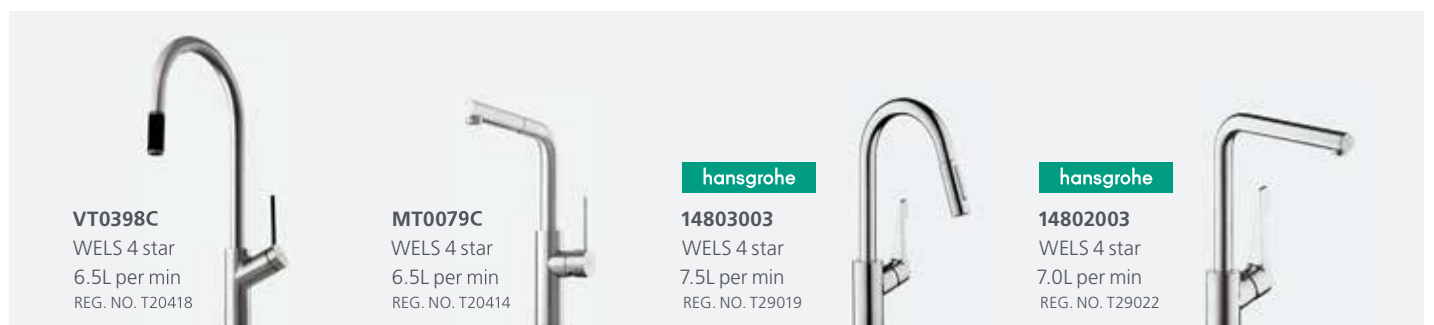 VT0398C
WELS 4 star
6.5L per min
REG. NO. T20418
MT0079C
WELS 4 star
6.5L per min
REG. NO. T20414
hansgrohe
14803003
WELS 4 star
7.5L per min
REG. NO. T29019
hansgrohe
14802003
WELS 4 star
7.0L per min
REG. NO. T29022